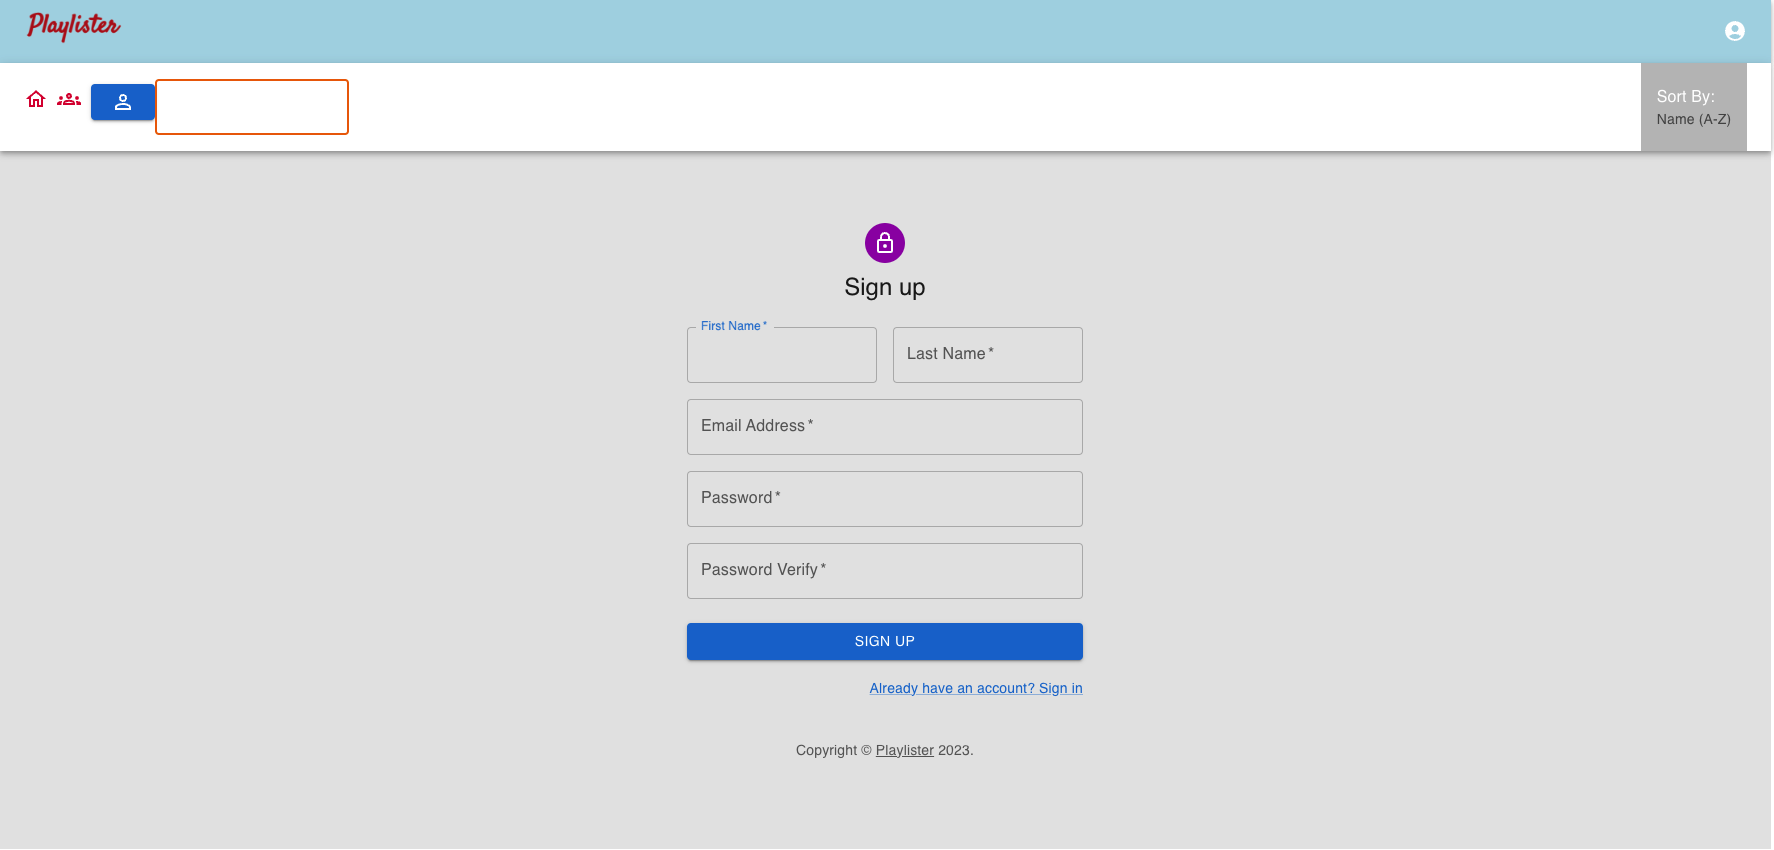 Playlister
Sort By:
Name (A-Z)
Sign up
First Name *
Last Name *
Email Address *
Password *
Password Verify *
SIGN UP
Already have an account? Sign in
Copyright © Playlister 2023.